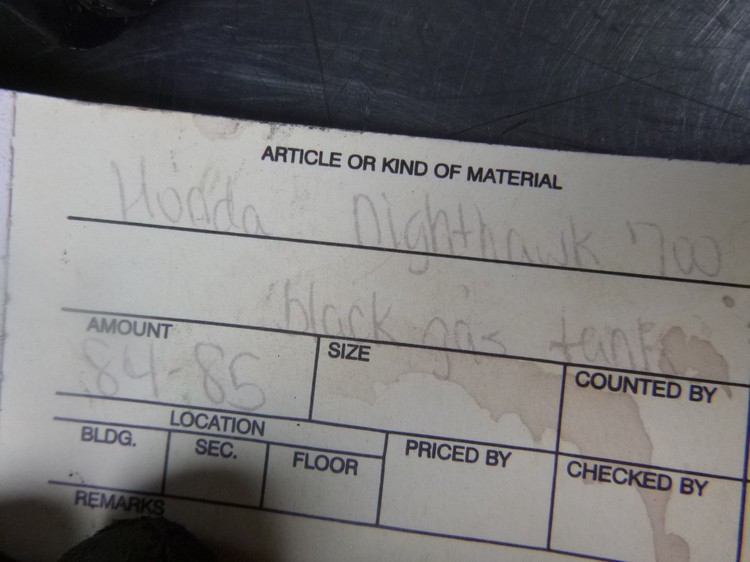 ARTICLE OR KIND OF MATERIAL
Honda Nighthawk 700
black gas tank
AMOUNT
84-85
SIZE
COUNTED BY
LOCATION
BLDG. SEC. FLOOR
PRICED BY
CHECKED BY
REMARKS